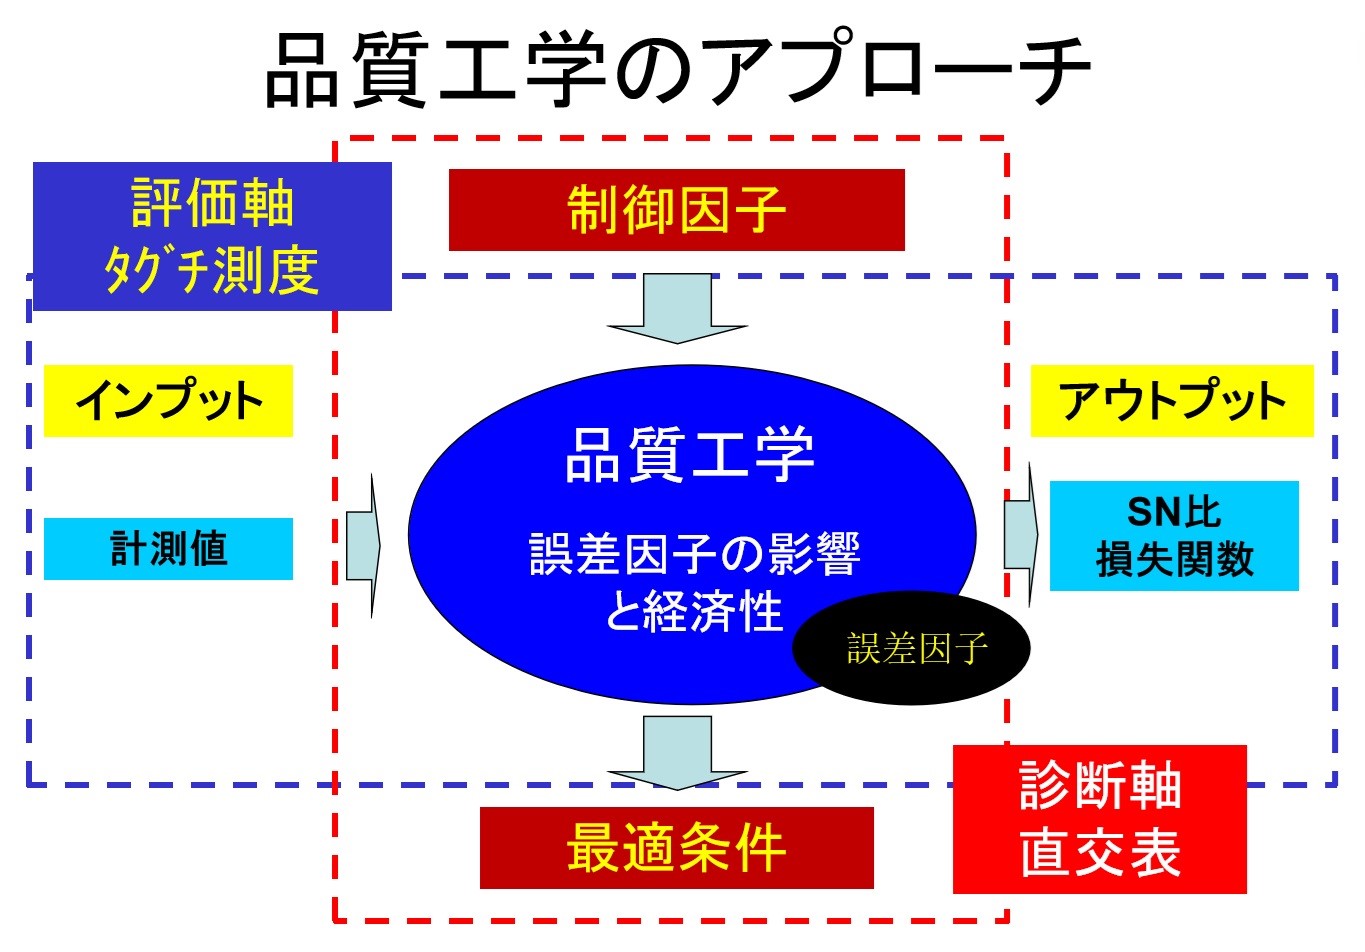 品質工学のアプローチ
評価軸
ﾀｸﾞﾁ測度
制御因子
インプット
アウトプット
計測値
品質工学
誤差因子の影響
と経済性
誤差因子
SN比
損失関数
最適条件
診断軸
直交表